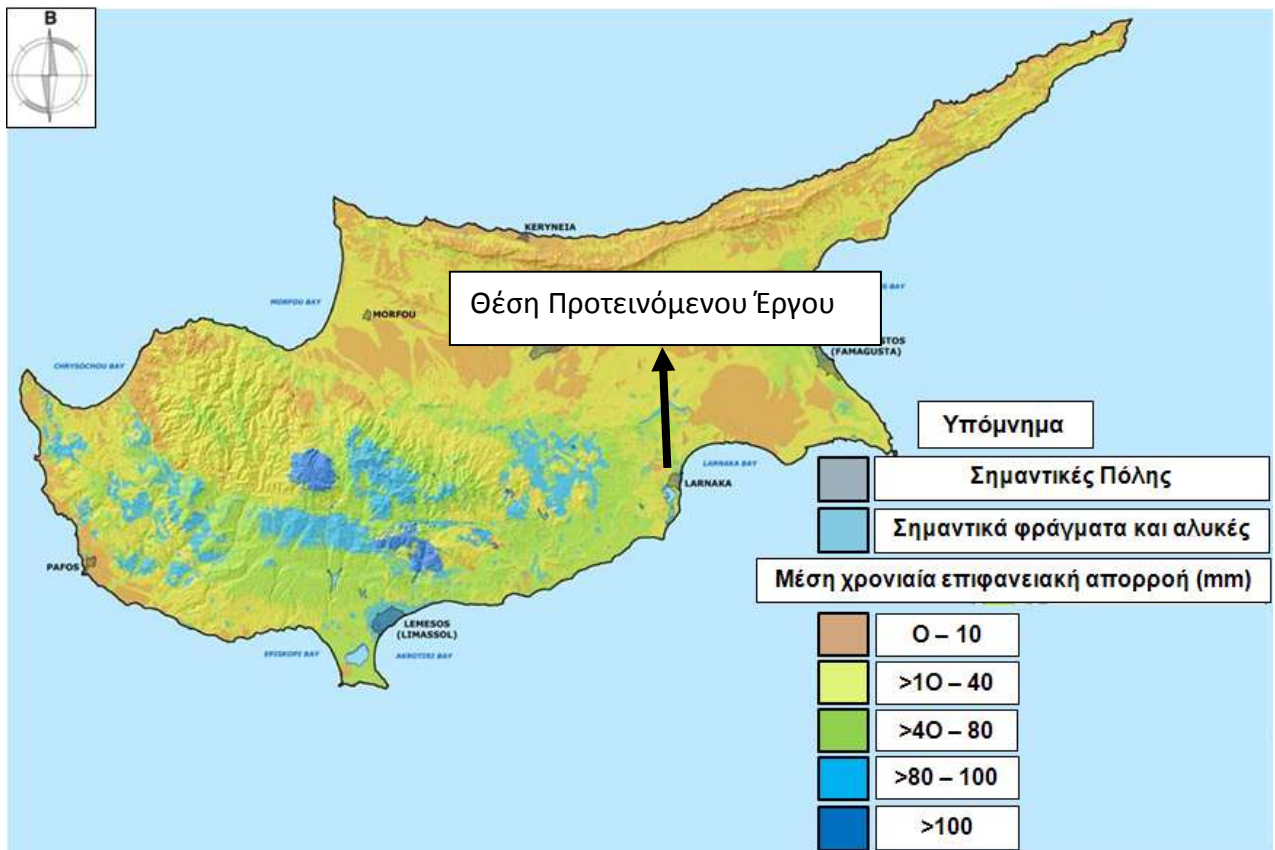 B
KERYNEIA
MORFOU BAY
MORFOU
Θέση Προτεινόμενου Έργου
BAY
STOS
(FAMAGUSTA)
CHRYSOCHOU BAY
Υπόμνημα
LARNAKA BAY
LARNAKA
Σημαντικές Πόλης
Σημαντικά φράγματα και αλυκές
PAFOS
Μέση χρονιαία επιφανειακή απορροή (mm)
LEMESOS
(LIMASSOL)
EPISKOPI BAY
AKROTIRI BAY
O – 10
>1O – 40
>4O – 80
>80 – 100
>100